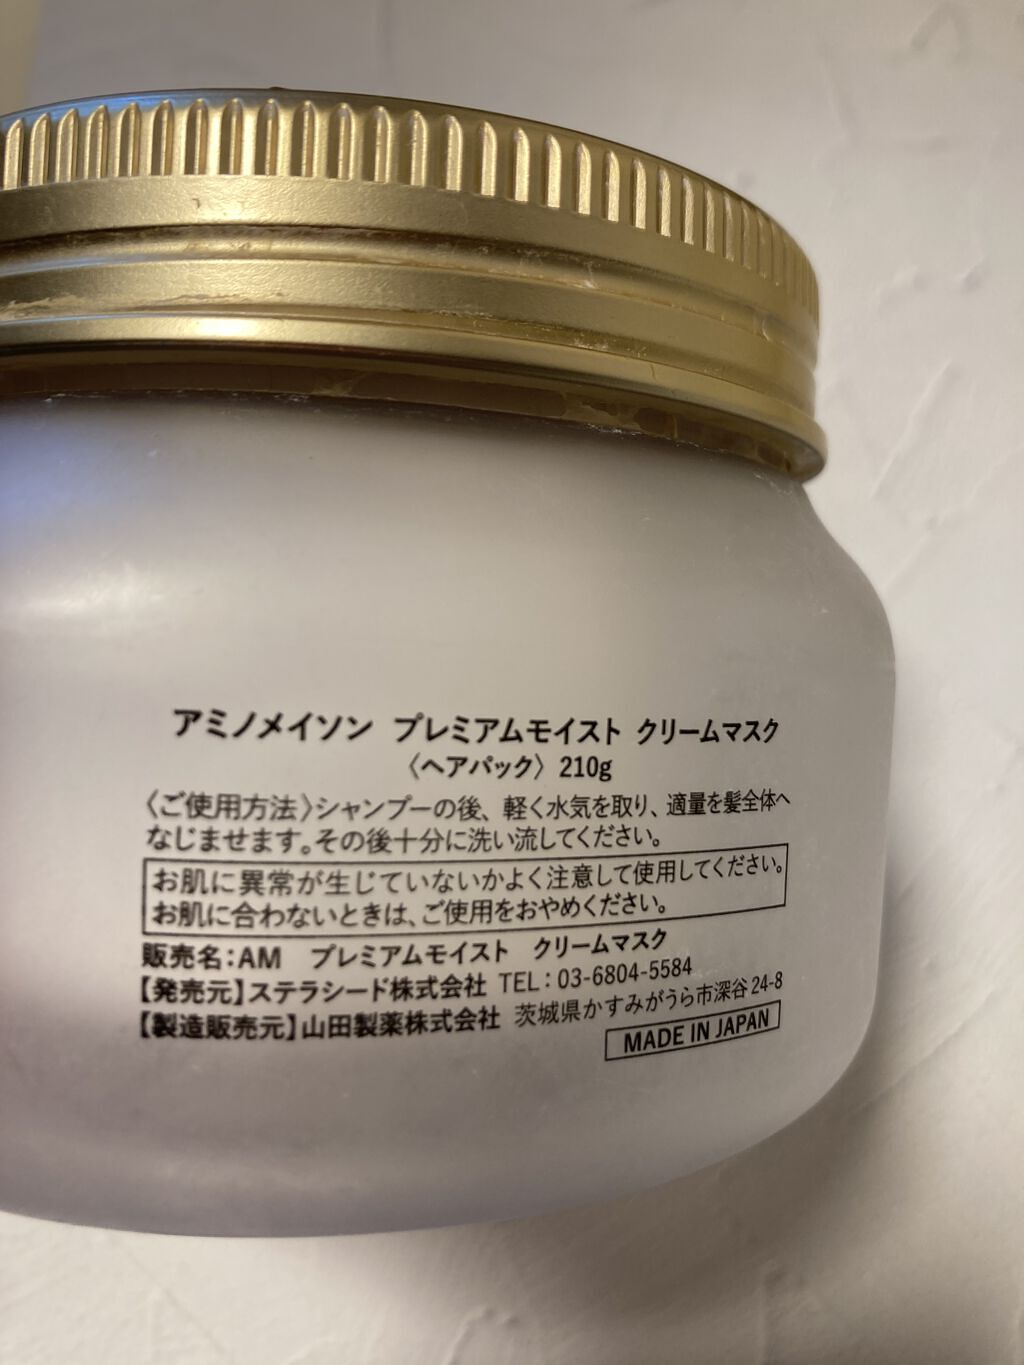 アミノメイソン プレミアムモイスト クリームマスク
〈ヘアパック〉 210g
〈ご使用方法〉シャンプーの後、軽く水気を取り、適量を髪全体へ
なじませます。その後十分に洗い流してください。
お肌に異常が生じていないかよく注意して使用してください。
お肌に合わないときは、ご使用をおやめください。
販売名：AM　プレミアムモイスト　クリームマスク
【発売元】ステラシード株式会社 TEL：03-6804-5584
【製造販売元】山田製薬株式会社 茨城県かすみがうら市深谷24-8
MADE IN JAPAN